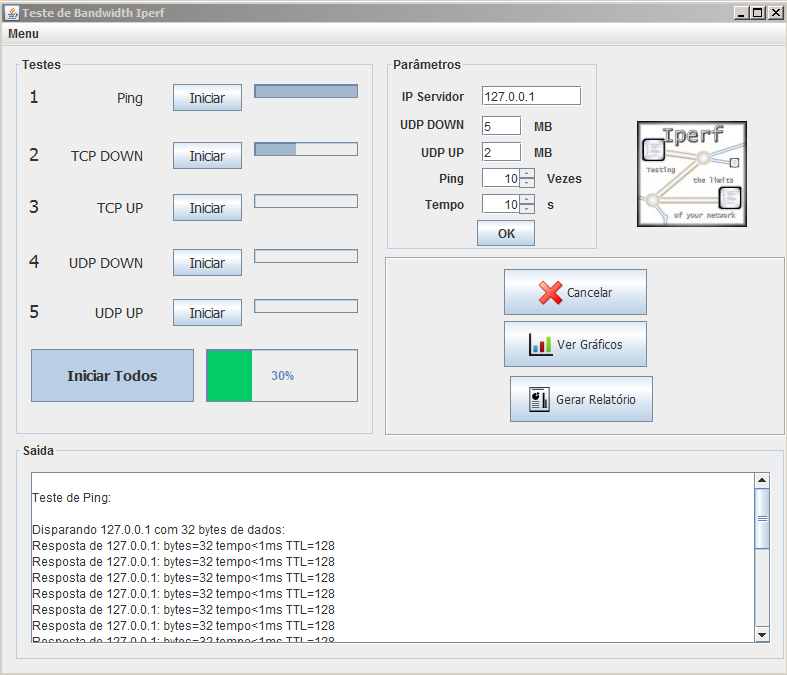 Teste de Bandwidth Iperf
Menu
Testes
1 Ping Iniciar
2 TCP DOWN Iniciar
3 TCP UP Iniciar
4 UDP DOWN Iniciar
5 UDP UP Iniciar
Iniciar Todos 30%
Parâmetros
IP Servidor 127.0.0.1
UDP DOWN 5 MB
UDP UP 2 MB
Ping 10 Vezes
Tempo 10 s
OK
Iperf
Testing
the limits
of your network
Cancelar
Ver Gráficos
Gerar Relatório
Saída
Teste de Ping:
Disparando 127.0.0.1 com 32 bytes de dados:
Resposta de 127.0.0.1: bytes=32 tempo<1ms TTL=128
Resposta de 127.0.0.1: bytes=32 tempo<1ms TTL=128
Resposta de 127.0.0.1: bytes=32 tempo<1ms TTL=128
Resposta de 127.0.0.1: bytes=32 tempo<1ms TTL=128
Resposta de 127.0.0.1: bytes=32 tempo<1ms TTL=128
Resposta de 127.0.0.1: bytes=32 tempo<1ms TTL=128
Resposta de 127.0.0.1: bytes=32 tempo<1ms TTL=128